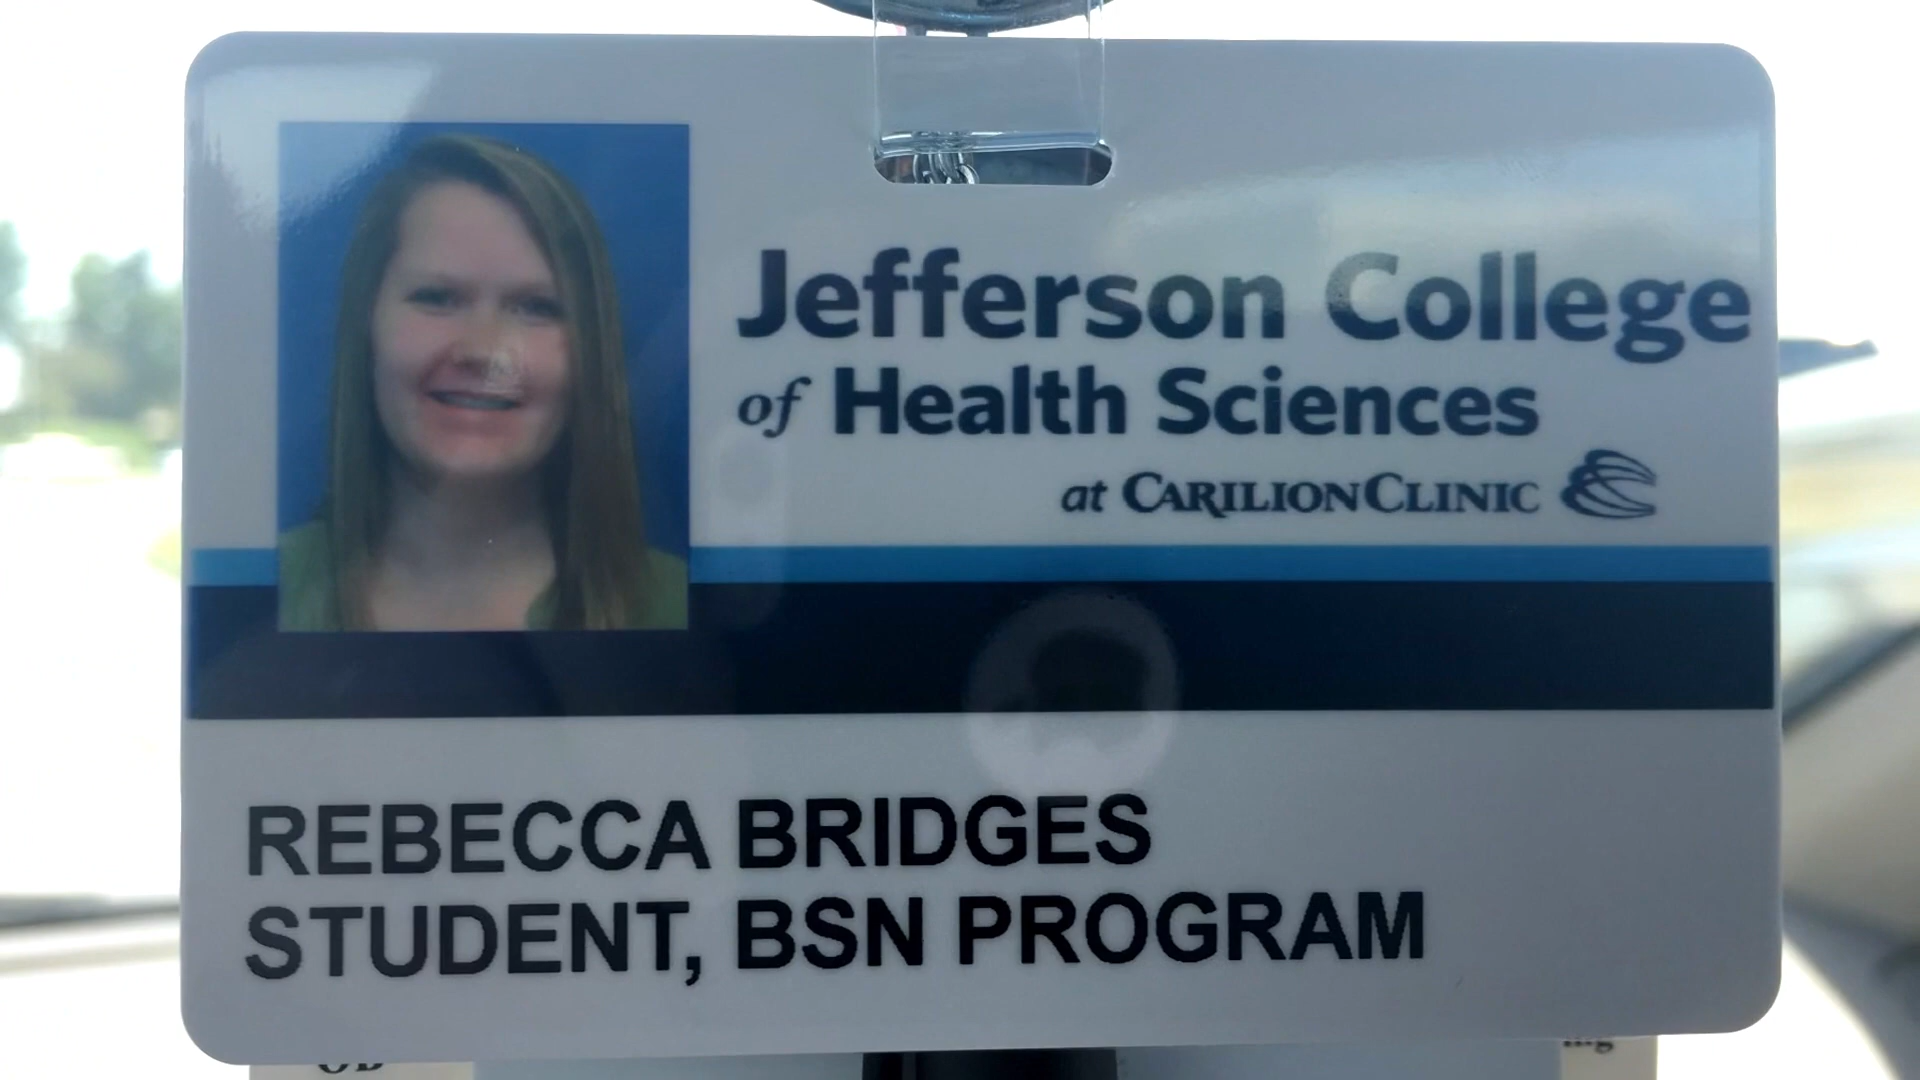 Jefferson College
of Health Sciences
at CARILIONCLINIC
REBECCA BRIDGES
STUDENT, BSN PROGRAM